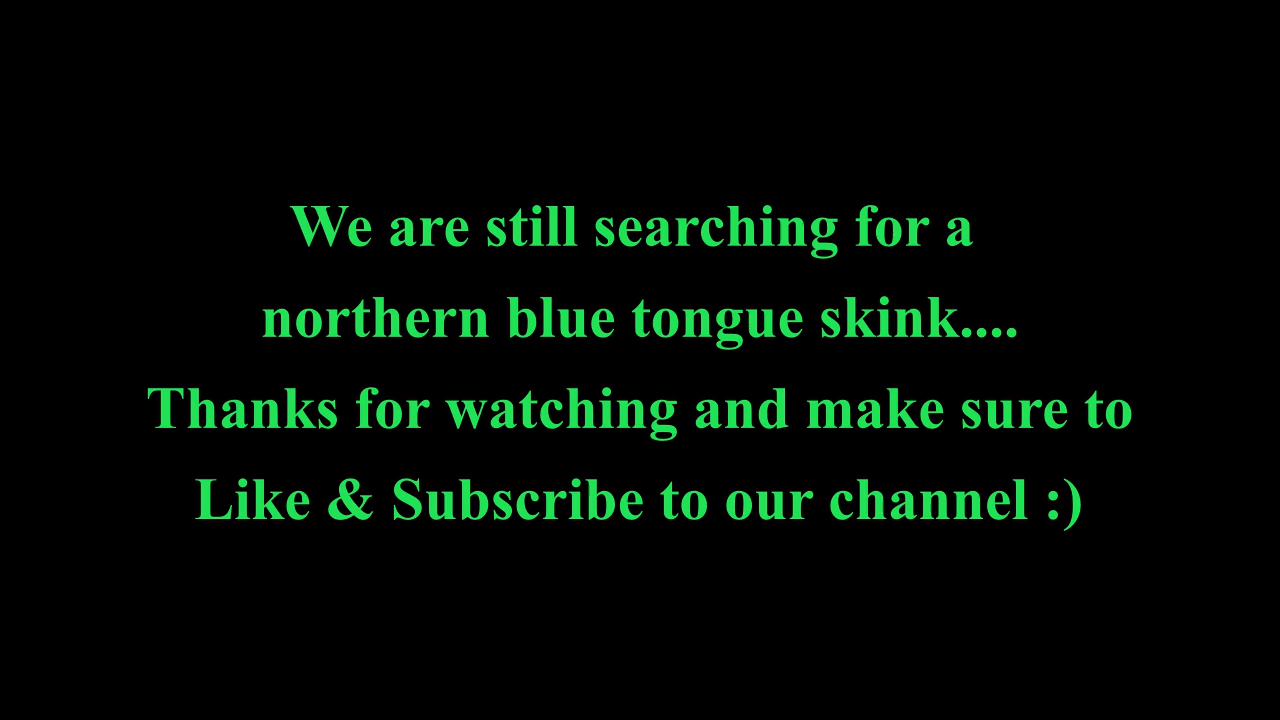 We are still searching for a
northern blue tongue skink....
Thanks for watching and make sure to
Like & Subscribe to our channel :)